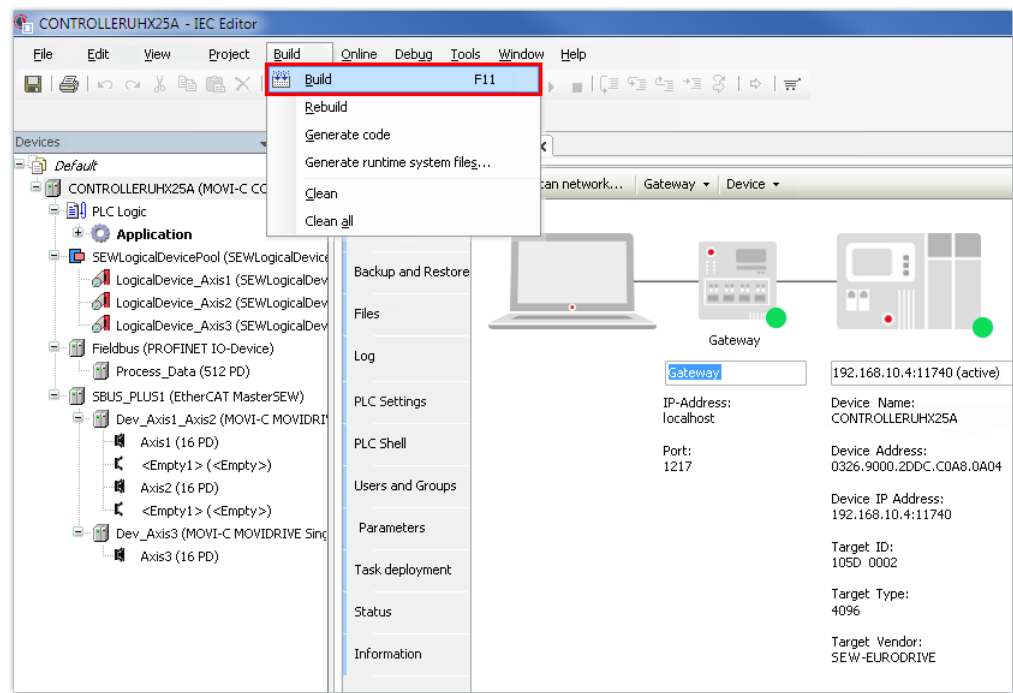 CONTROLLERUHX25A - IEC Editor
File Edit View Project Build Online Debug Tools Window Help
Build F11
Rebuild
Generate code
Generate runtime system files...
Clean
Clean all
Devices
Default
CONTROLLERUHX25A (MOVI-C CC
PLC Logic
Application
SEWLogicalDevicePool (SEWLogicalDevice
LogicalDevice_Axis1 (SEWLogicalDev
LogicalDevice_Axis2 (SEWLogicalDev
LogicalDevice_Axis3 (SEWLogicalDev
Fieldbus (PROFINET IO-Device)
Process_Data (512 PD)
SBUS_PLUS1 (EtherCAT MasterSEW)
Dev_Axis1_Axis2 (MOVI-C MOVIDRI
Axis1 (16 PD)
<Empty1> (<Empty>)
Axis2 (16 PD)
<Empty1> (<Empty>)
Dev_Axis3 (MOVI-C MOVIDRIVE Sing
Axis3 (16 PD)
can network... Gateway Device
Backup and Restore
Files
Log
PLC Settings
PLC Shell
Users and Groups
Parameters
Task deployment
Status
Information
Gateway
Gateway
IP-Address:
localhost
Port:
1217
192.168.10.4:11740 (active)
Device Name:
CONTROLLERUHX25A
Device Address:
0326.9000.2DDC.C0A8.0A04
Device IP Address:
192.168.10.4:11740
Target ID:
105D 0002
Target Type:
4096
Target Vendor:
SEW-EURODRIVE